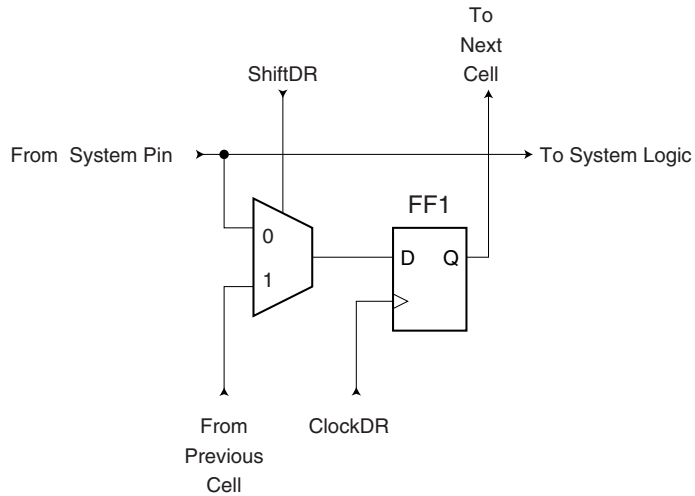 To
Next
Cell
ShiftDR
From System Pin
To System Logic
FF1
0
D Q
1
From
Previous
Cell
ClockDR